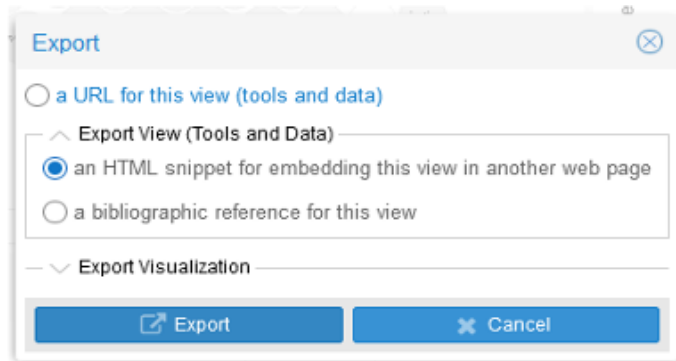 Export
a URL for this view (tools and data)
Export View (Tools and Data)
an HTML snippet for embedding this view in another web page
a bibliographic reference for this view
Export Visualization
Export
Cancel